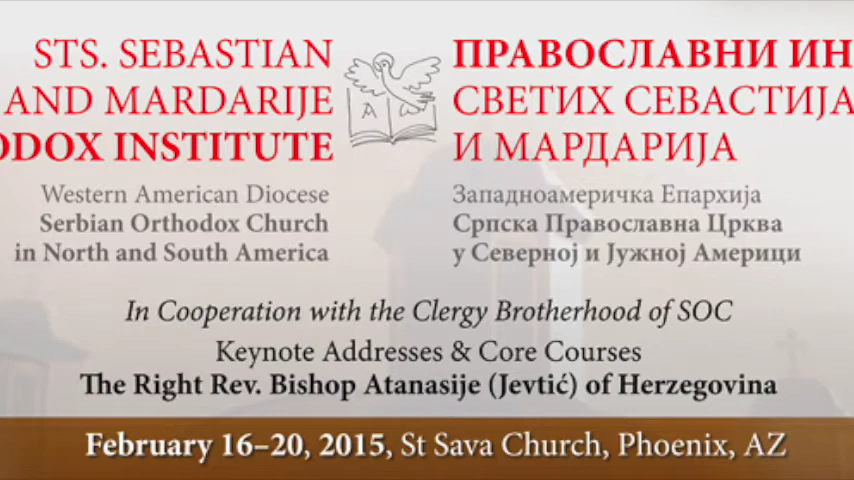 STS. SEBASTIAN
AND MARDARIJE
ODOX INSTITUTE
Western American Diocese
Serbian Orthodox Church
in North and South America
ПРАВОСЛАВНИ ИН
СВЕТИХ СЕВАСТИЈА
И МАРДАРИЈА
Западноамеричка Епархија
Српска Православна Црква
у Северној и Јужној Америци
In Cooperation with the Clergy Brotherhood of SOC
Keynote Addresses & Core Courses
The Right Rev. Bishop Atanasije (Jevtić) of Herzegovina
February 16–20, 2015, St Sava Church, Phoenix, AZ